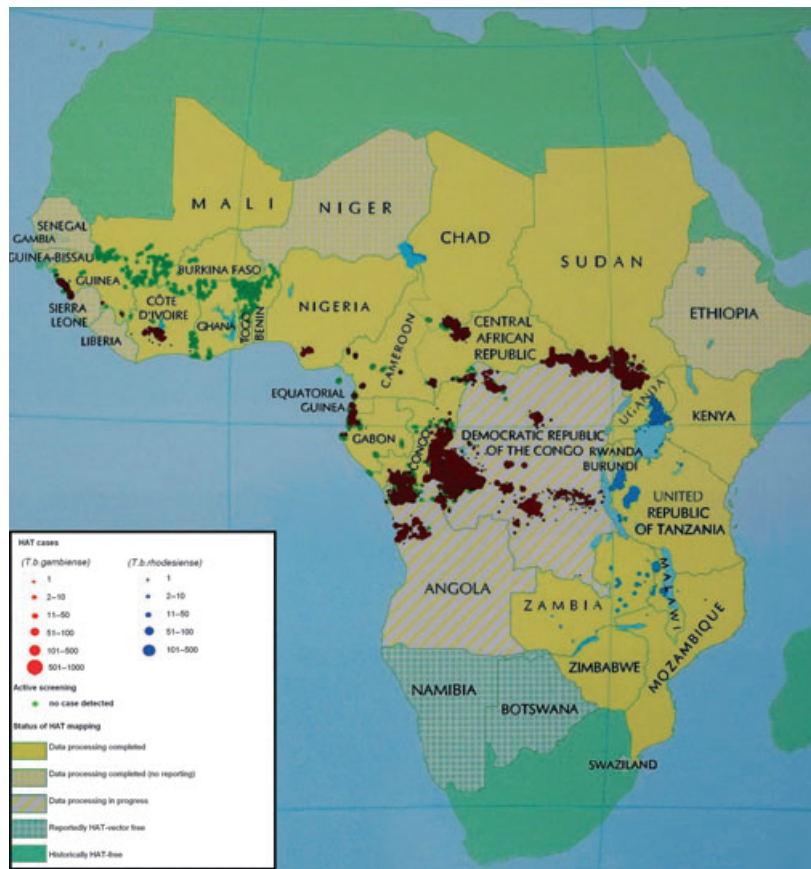 MALI
NIGER
CHAD
SUDAN
SENEGAL
GAMBIA
GUINEA-BISSAU
GUINEA
BURKINA FASO
SIERRA
LEONE
LIBERIA
CÔTE
D'IVOIRE
GHANA
TOGO
BENIN
NIGERIA
CAMEROON
CENTRAL
AFRICAN
REPUBLIC
ETHIOPIA
EQUATORIAL
GUINEA
GABON
CONGO
DEMOCRATIC REPUBLIC
OF THE CONGO
UGANDA
KENYA
RWANDA
BURUNDI
UNITED
REPUBLIC
OF TANZANIA
ANGOLA
ZAMBIA
MALAWI
MOZAMBIQUE
ZIMBABWE
NAMIBIA
BOTSWANA
SWAZILAND
HAT cases
(T.b.gambiense) (T.b.rhodesiense)
1 1
2–10 2–10
11–50 11–50
51–100 51–100
101–500 101–500
501–1000
Active screening
no case detected
Status of HAT mapping
Data processing completed
Data processing completed (no reporting)
Data processing in progress
Reportedly HAT-vector free
Historically HAT-free